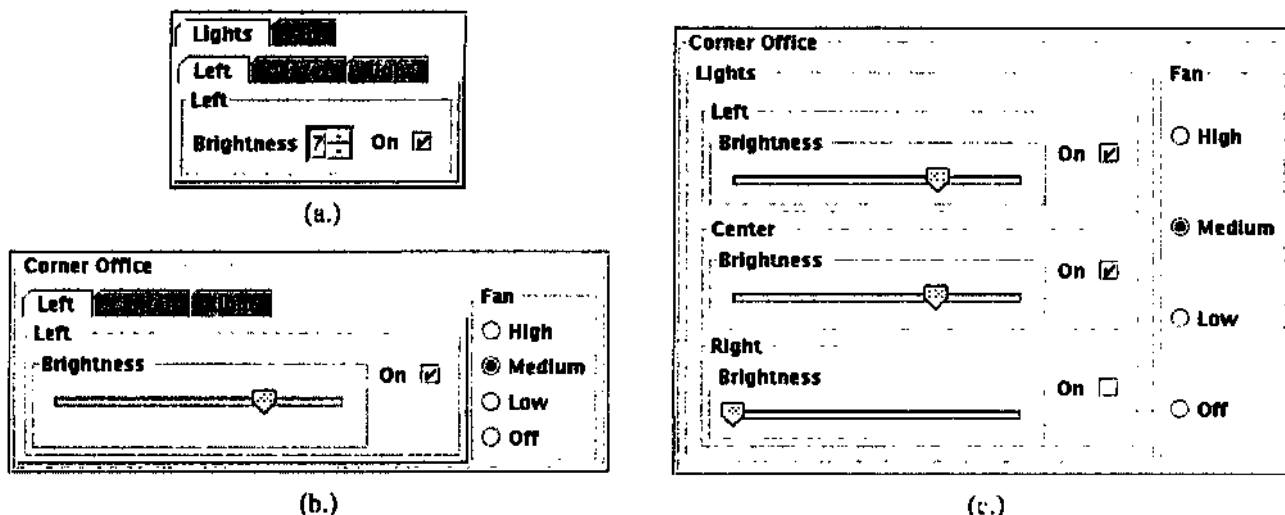 Lights
Left
Left
Brightness 7 On
(a.)
Corner Office
Left
Left
Brightness
On
Fan
High
Medium
Low
Off
(b.)
Corner Office
Lights
Left
Brightness
On
Center
Brightness
On
Right
Brightness
On
Fan
High
Medium
Low
Off
(c.)